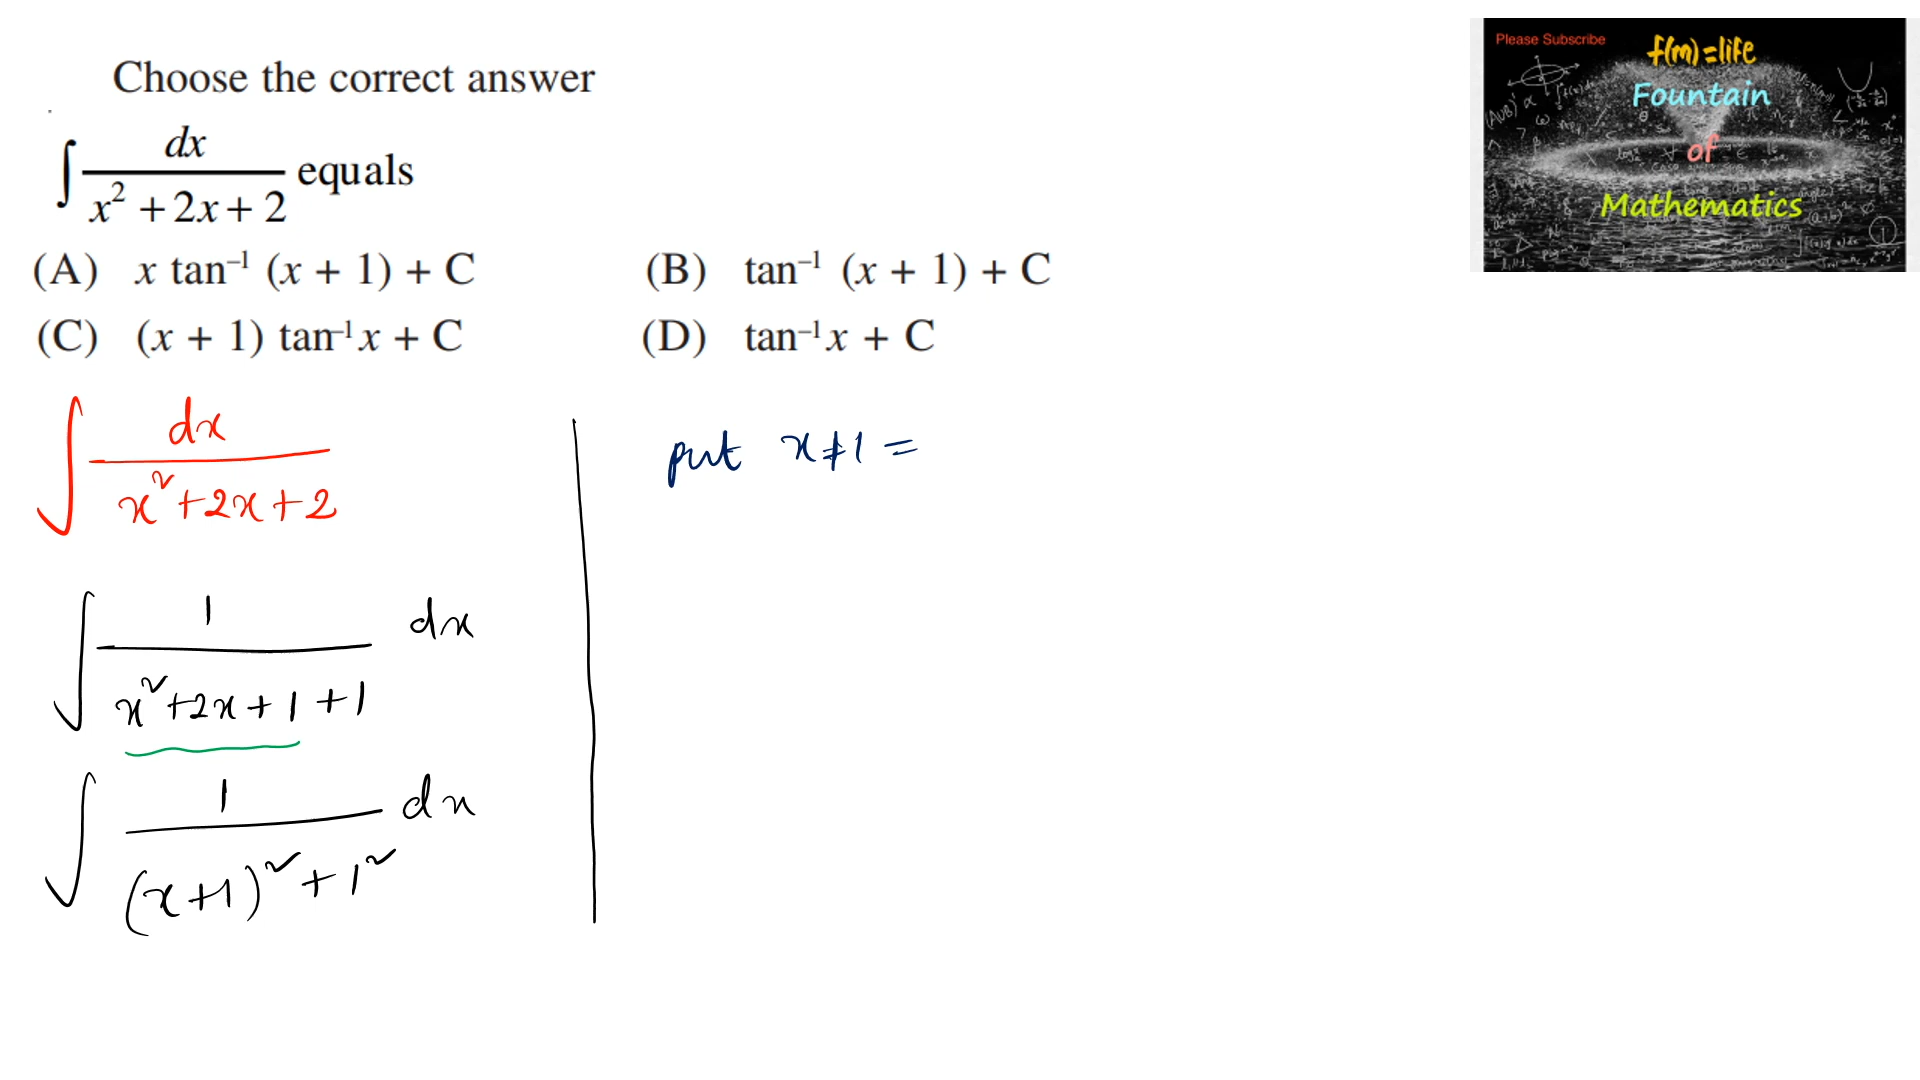 Choose the correct answer
∫ dx / (x² + 2x + 2) equals
(A) x tan⁻¹ (x + 1) + C
(B) tan⁻¹ (x + 1) + C
(C) (x + 1) tan⁻¹x + C
(D) tan⁻¹x + C
∫ dx / (x² + 2x + 2)
∫ 1 / (x² + 2x + 1 + 1) dx
∫ 1 / ((x+1)² + 1²) dx
put x+1 =
Please Subscribe
f(m)=life
Fountain
of
Mathematics